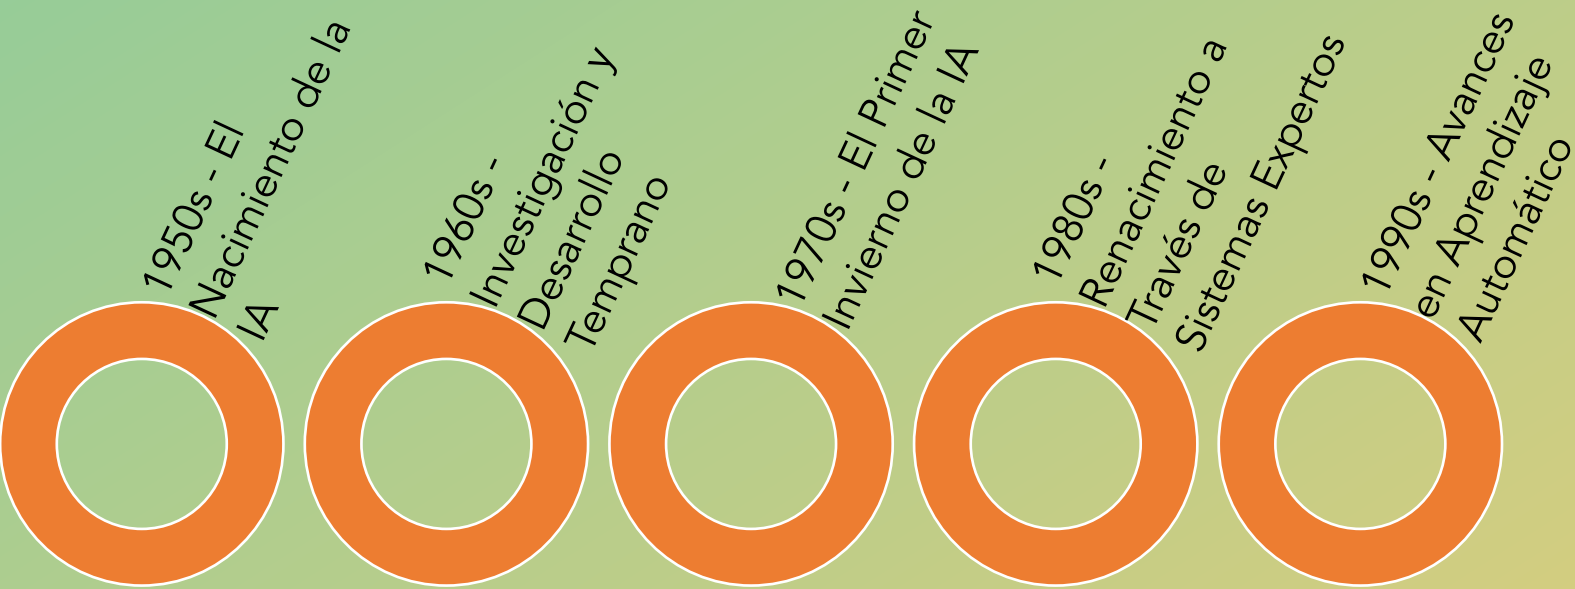 1950s - El
Nacimiento de la
IA
1960s -
Investigación y
Desarrollo
Temprano
1970s - El Primer
Invierno de la IA
1980s -
Renacimiento a
Través de
Sistemas Expertos
1990s - Avances
en Aprendizaje
Automático